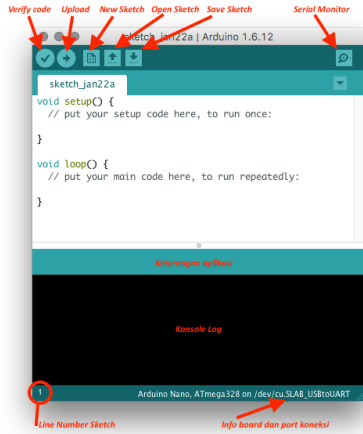 Verify code Upload New Sketch Open Sketch Save Sketch Serial Monitor
sketch_jan22a | Arduino 1.6.12
sketch_jan22a
void setup() {
// put your setup code here, to run once:
}
void loop() {
// put your main code here, to run repeatedly:
}
Keterangan aplikasi
Konsole Log
1
Arduino Nano, ATmega328 on /dev/cu.SLAB_USBtoUART
Line Number Sketch
Info board dan port koneksi